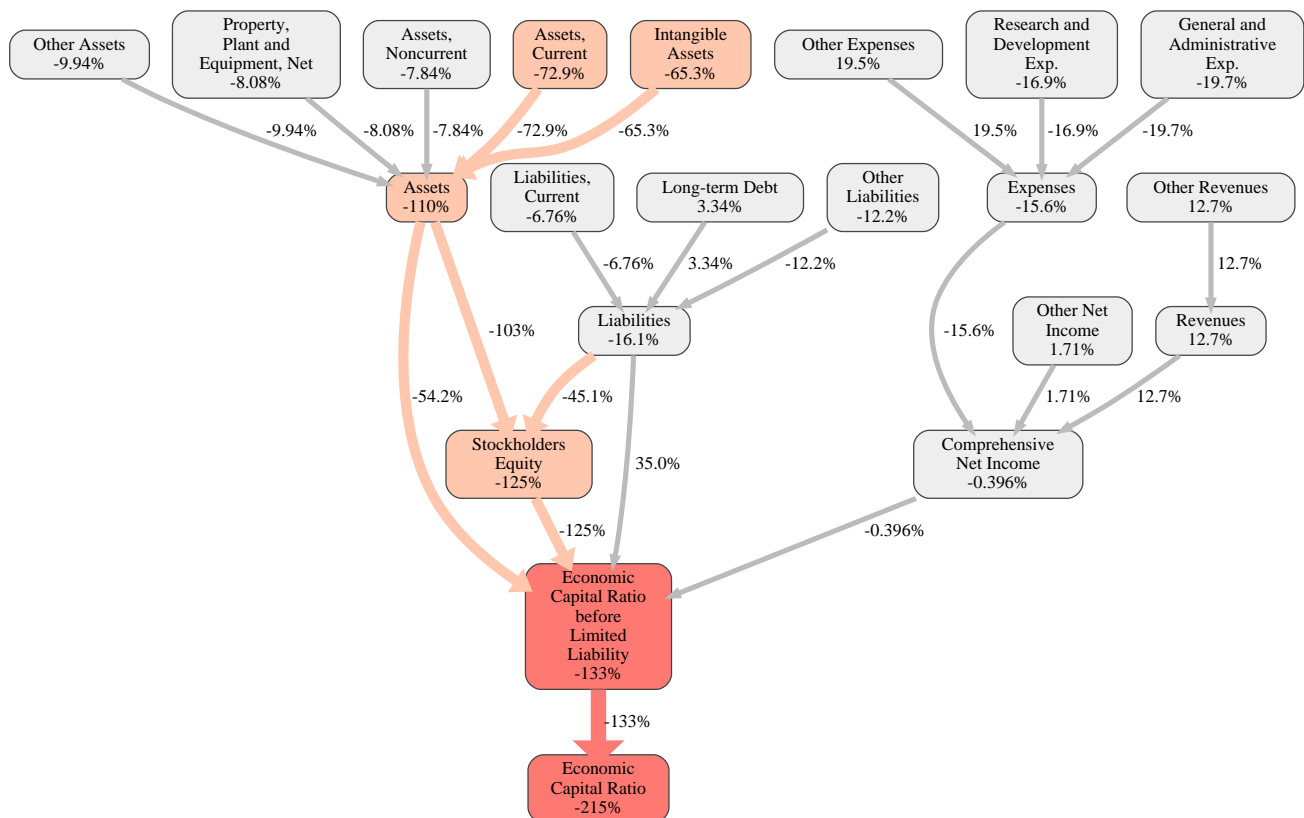 Other Assets
-9.94%
Property,
Plant and
Equipment, Net
-8.08%
Assets,
Noncurrent
-7.84%
Assets,
Current
-72.9%
Intangible
Assets
-65.3%
Other Expenses
19.5%
Research and
Development
Exp.
-16.9%
General and
Administrative
Exp.
-19.7%
-9.94%
-8.08%
-7.84%
-72.9%
-65.3%
19.5%
-16.9%
-19.7%
Assets
-110%
Liabilities,
Current
-6.76%
Long-term Debt
3.34%
Other
Liabilities
-12.2%
Expenses
-15.6%
Other Revenues
12.7%
-6.76%
3.34%
-12.2%
12.7%
-103%
Liabilities
-16.1%
-15.6%
Other Net
Income
1.71%
Revenues
12.7%
-54.2%
-45.1%
1.71%
12.7%
Stockholders
Equity
-125%
35.0%
Comprehensive
Net Income
-0.396%
-125%
-0.396%
Economic
Capital Ratio
before
Limited
Liability
-133%
-133%
Economic
Capital Ratio
-215%